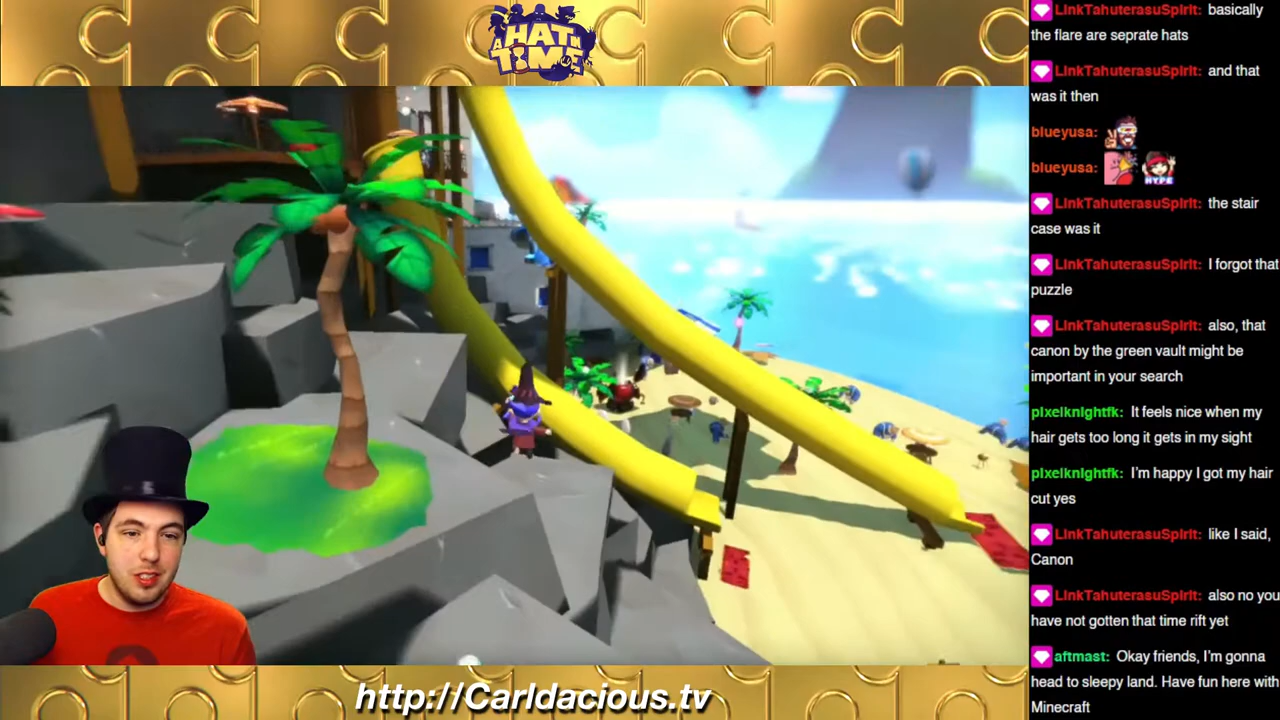 A HAT IN TIME
LinkTahuterasuSpirit: basically
the flare are seprate hats
LinkTahuterasuSpirit: and that
was it then
blueyusa:
blueyusa:
HYPE
LinkTahuterasuSpirit: the stair
case was it
LinkTahuterasuSpirit: I forgot that
puzzle
LinkTahuterasuSpirit: also, that
canon by the green vault might be
important in your search
pixelknightfk: It feels nice when my
hair gets too long it gets in my sight
pixelknightfk: I'm happy I got my hair
cut yes
LinkTahuterasuSpirit: like I said,
Canon
LinkTahuterasuSpirit: also no you
have not gotten that time rift yet
aftmast: Okay friends, I'm gonna
head to sleepy land. Have fun here with
Minecraft
http://Carldacious.tv